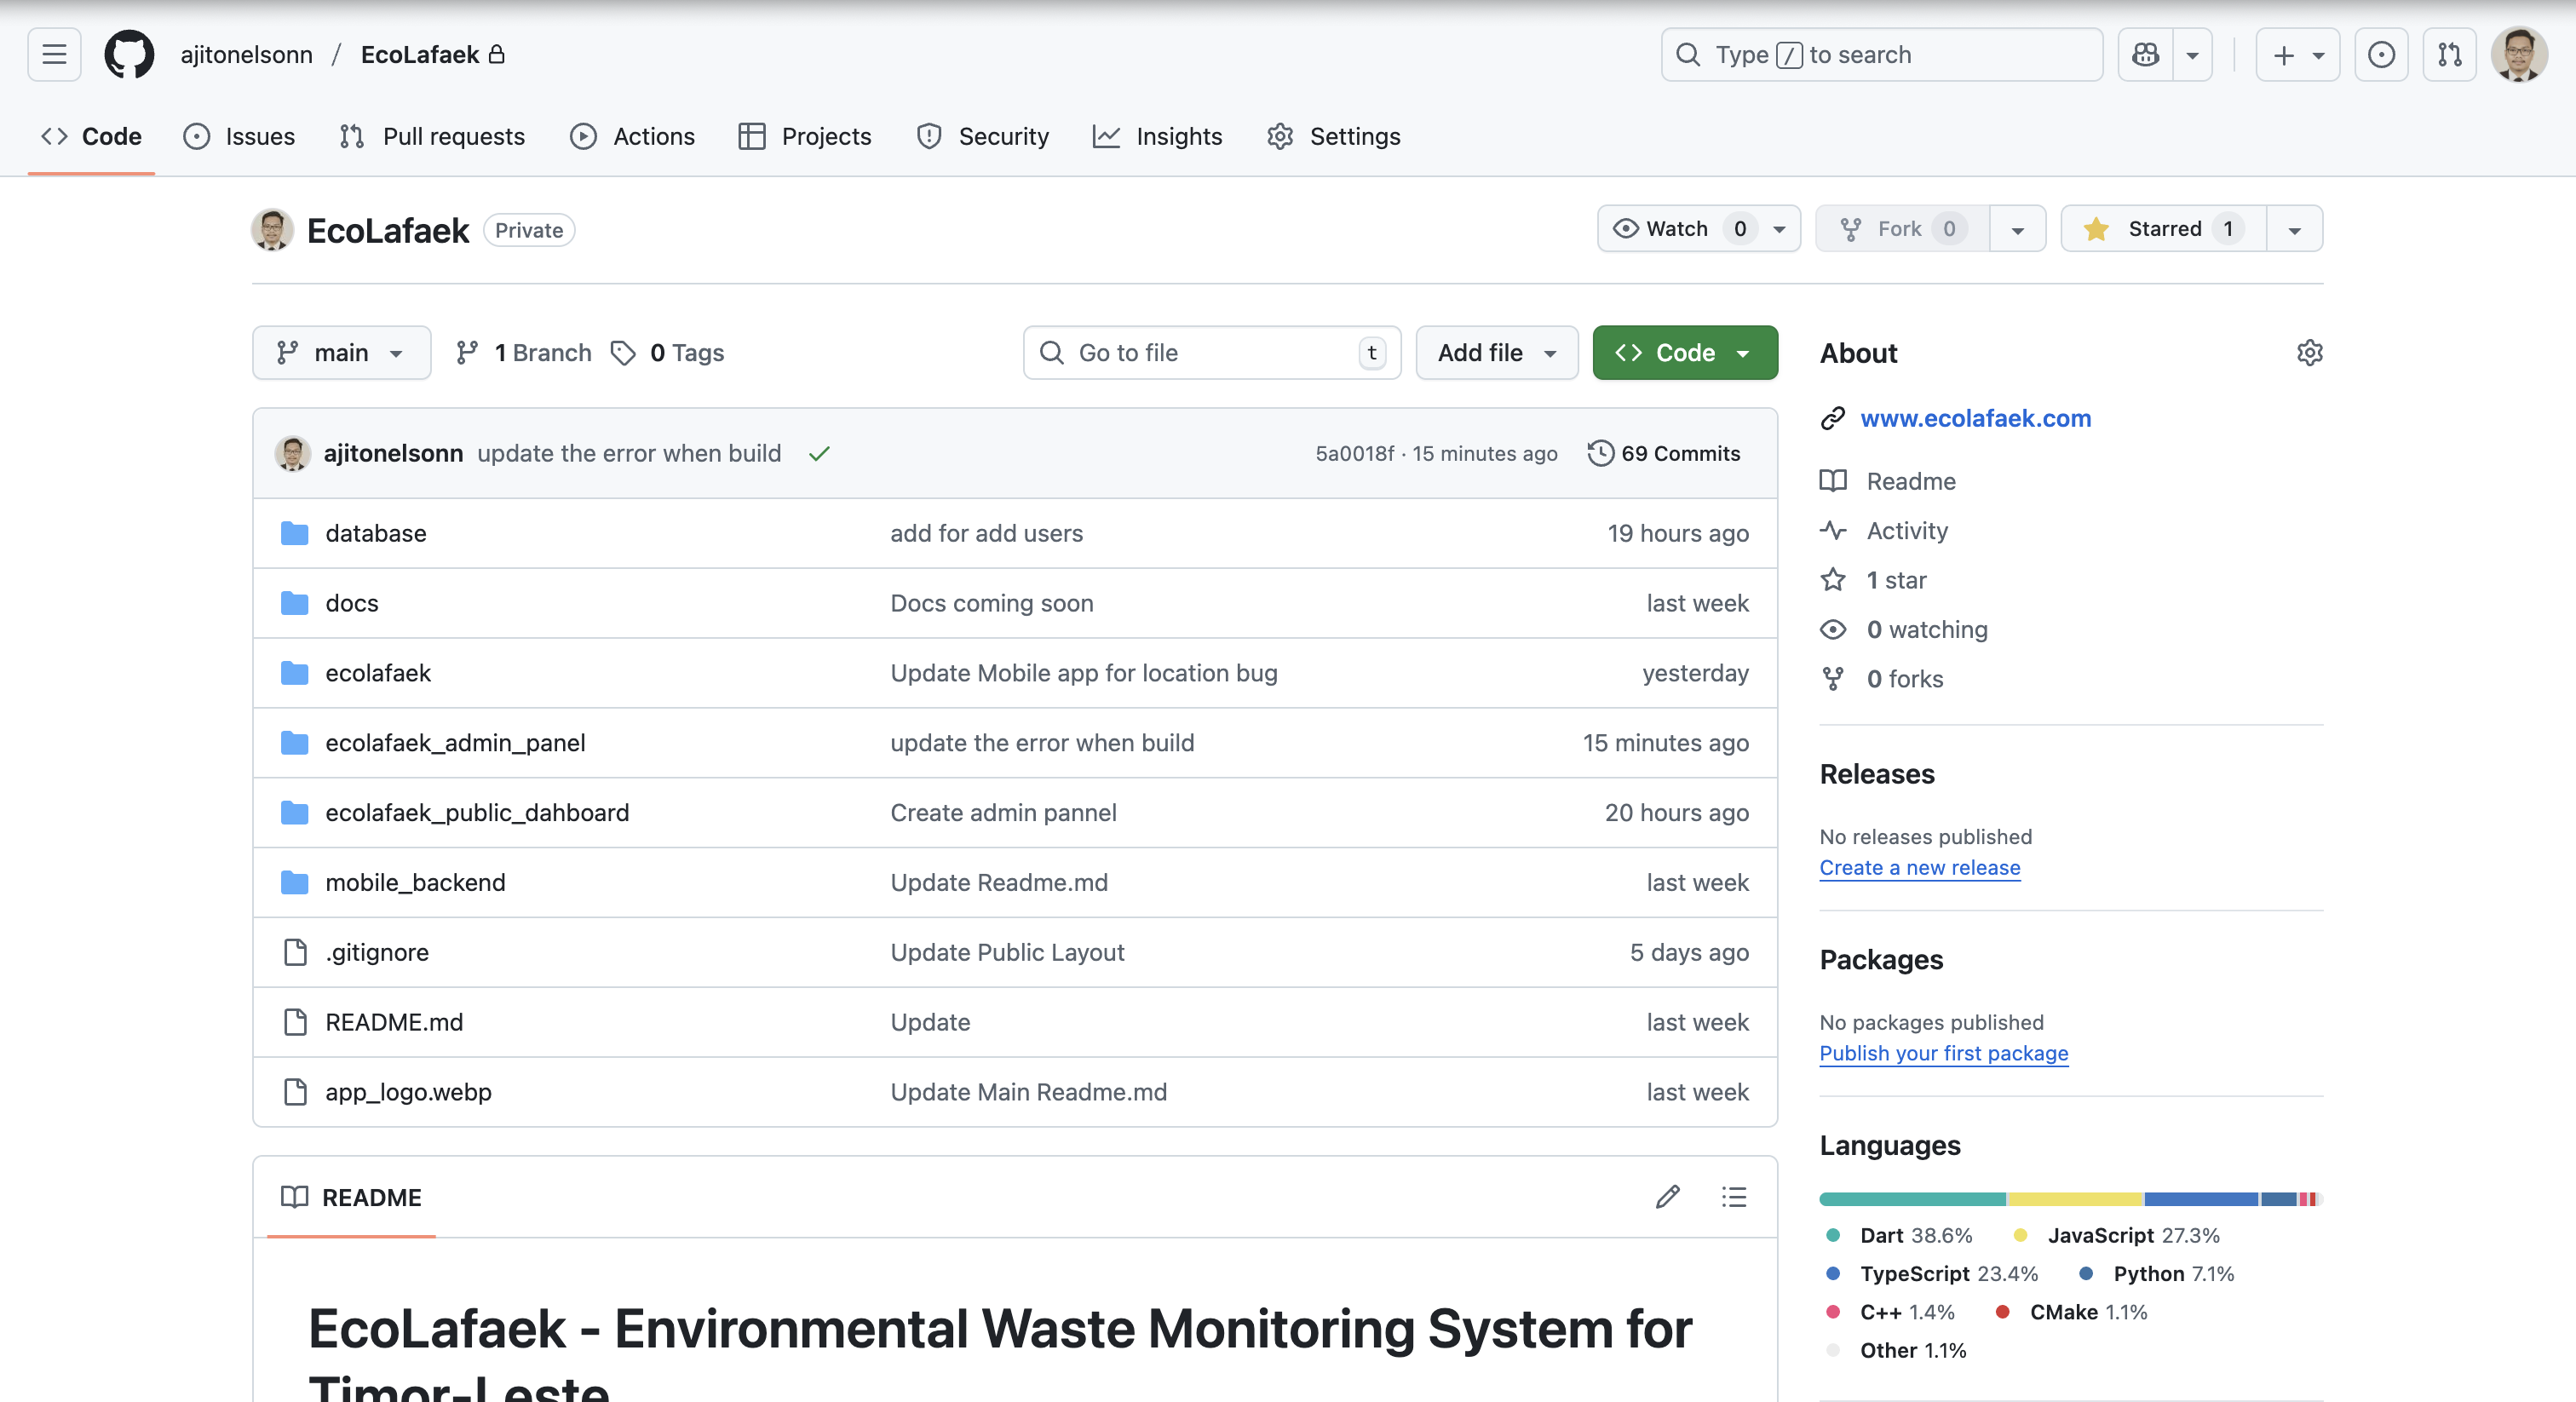 ajitonelsonn / EcoLafaek
Type / to search
Code
Issues
Pull requests
Actions
Projects
Security
Insights
Settings
EcoLafaek Private
Watch 0
Fork 0
Starred 1
main
1 Branch
0 Tags
Go to file t
Add file
Code
ajitonelsonn update the error when build 5a0018f · 15 minutes ago 69 Commits
database add for add users 19 hours ago
docs Docs coming soon last week
ecolafaek Update Mobile app for location bug yesterday
ecolafaek_admin_panel update the error when build 15 minutes ago
ecolafaek_public_dahboard Create admin pannel 20 hours ago
mobile_backend Update Readme.md last week
.gitignore Update Public Layout 5 days ago
README.md Update last week
app_logo.webp Update Main Readme.md last week
README
EcoLafaek - Environmental Waste Monitoring System for
Timor-Leste
About
www.ecolafaek.com
Readme
Activity
1 star
0 watching
0 forks
Releases
No releases published
Create a new release
Packages
No packages published
Publish your first package
Languages
Dart 38.6% JavaScript 27.3%
TypeScript 23.4% Python 7.1%
C++ 1.4% CMake 1.1%
Other 1.1%